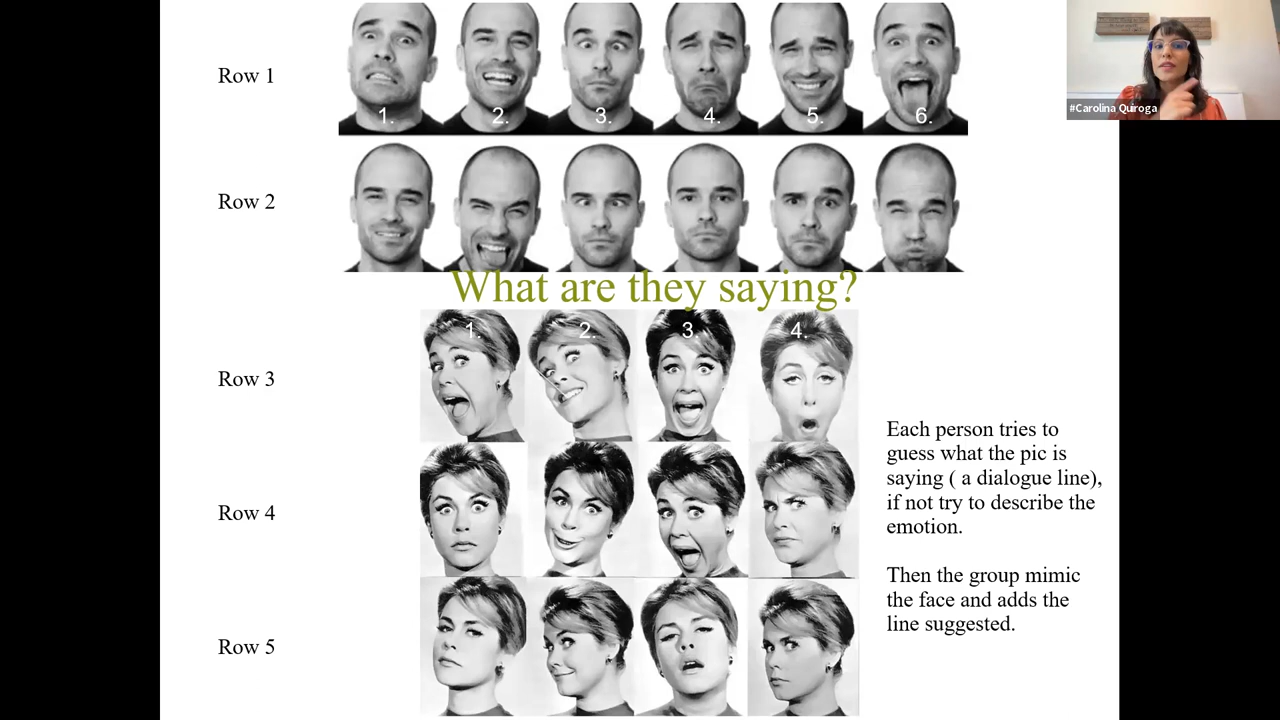 Row 1
1. 2. 3. 4. 5. 6.
#Carolina Quiroga
Row 2
What are they saying?
Row 3
1. 2. 3. 4.
Row 4
Row 5
Each person tries to
guess what the pic is
saying ( a dialogue line),
if not try to describe the
emotion.
Then the group mimic
the face and adds the
line suggested.